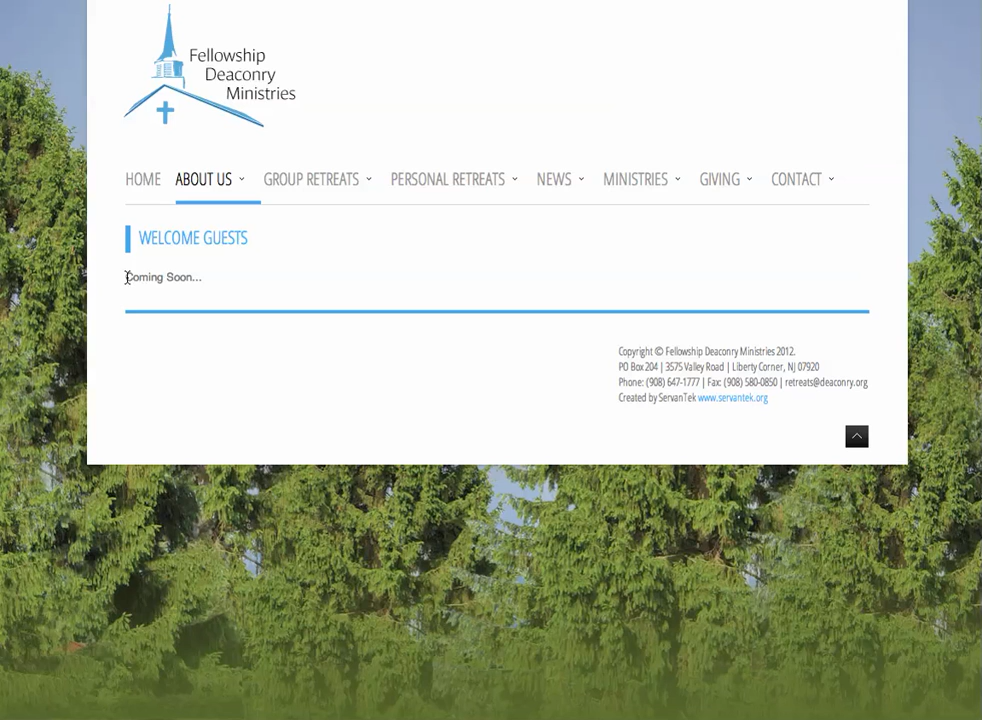 Fellowship
Deaconry
Ministries
HOME ABOUT US GROUP RETREATS PERSONAL RETREATS NEWS MINISTRIES GIVING CONTACT
WELCOME GUESTS
Coming Soon...
Copyright © Fellowship Deaconry Ministries 2012.
PO Box 204 | 3575 Valley Road | Liberty Corner, NJ 07920
Phone: (908) 647-1777 | Fax: (908) 580-0850 | retreats@deaconry.org
Created by ServanTek www.servantek.org